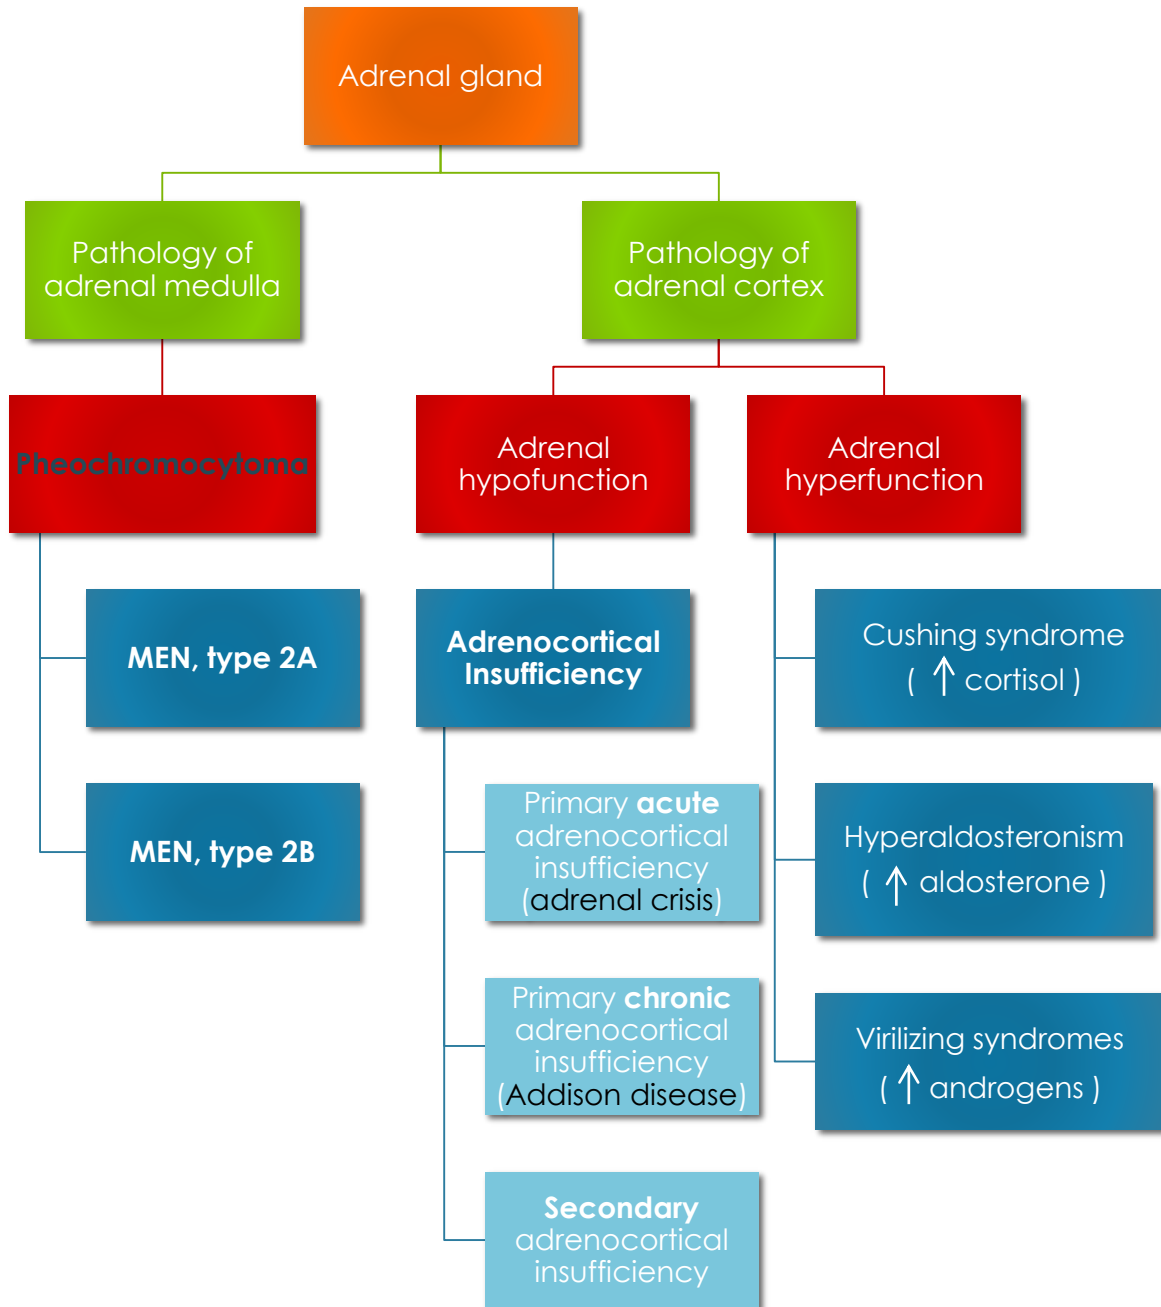 Adrenal gland
Pathology of
adrenal medulla
Pathology of
adrenal cortex
Pheochromocytoma
Adrenal
hypofunction
Adrenal
hyperfunction
MEN, type 2A
MEN, type 2B
Adrenocortical
Insufficiency
Primary acute
adrenocortical
insufficiency
(adrenal crisis)
Primary chronic
adrenocortical
insufficiency
(Addison disease)
Secondary
adrenocortical
insufficiency
Cushing syndrome
( ↑ cortisol )
Hyperaldosteronism
( ↑ aldosterone )
Virilizing syndromes
( ↑ androgens )